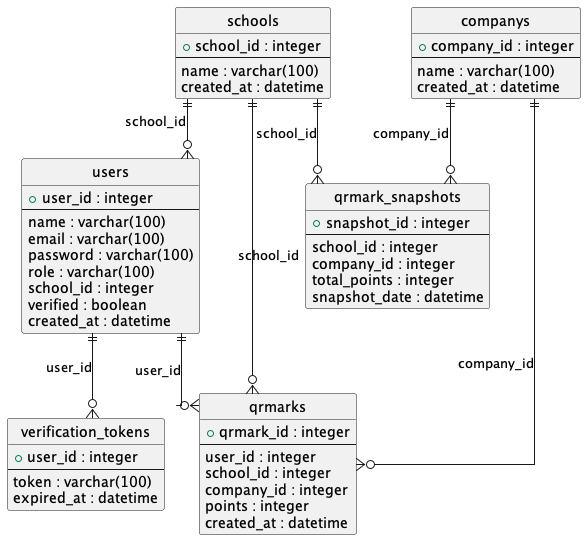 schools
school_id : integer
name : varchar(100)
created_at : datetime
companys
company_id : integer
name : varchar(100)
created_at : datetime
school_id
school_id
company_id
users
user_id : integer
name : varchar(100)
email : varchar(100)
password : varchar(100)
role : varchar(100)
school_id : integer
verified : boolean
created_at : datetime
qrmark_snapshots
snapshot_id : integer
school_id : integer
company_id : integer
total_points : integer
snapshot_date : datetime
school_id
user_id
user_id
company_id
verification_tokens
user_id : integer
token : varchar(100)
expired_at : datetime
qrmarks
qrmark_id : integer
user_id : integer
school_id : integer
company_id : integer
points : integer
created_at : datetime